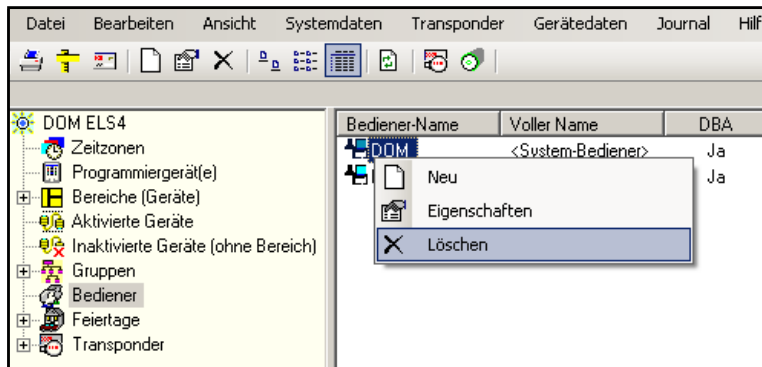 Datei Bearbeiten Ansicht Systemdaten Transponder Gerätedaten Journal Hilf
DOM ELS4
Zeitzonen
Programmiergerät(e)
Bereiche (Geräte)
Aktivierte Geräte
Inaktivierte Geräte (ohne Bereich)
Gruppen
Bediener
Feiertage
Transponder
Bediener-Name Voller Name DBA
DOM <System-Bediener> Ja
Ja
Neu
Eigenschaften
Löschen